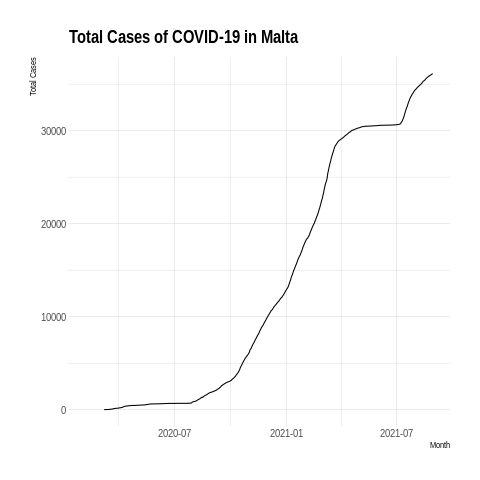 Total Cases of COVID-19 in Malta
Total Cases
30000
20000
10000
0
2020-07
2021-01
2021-07
Month